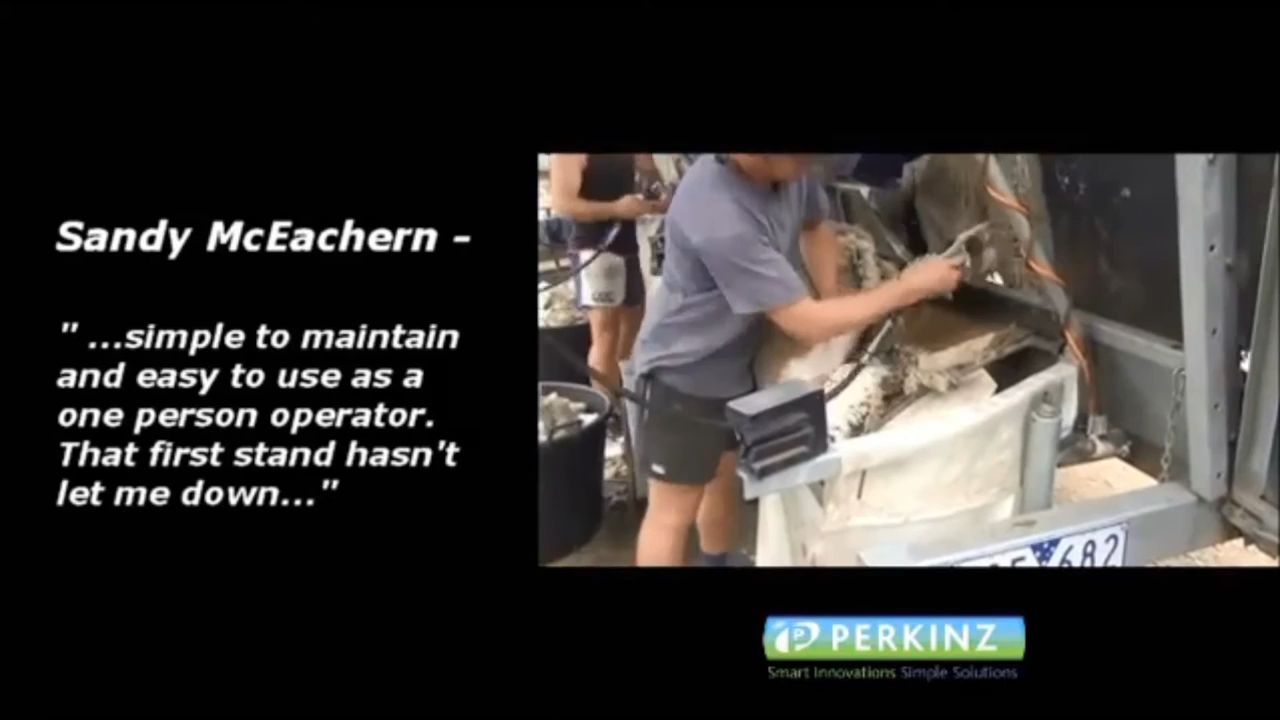 Sandy McEachern –
" ...simple to maintain
and easy to use as a
one person operator.
That first stand hasn't
let me down..."
682
PERKINZ
Smart Innovations Simple Solutions